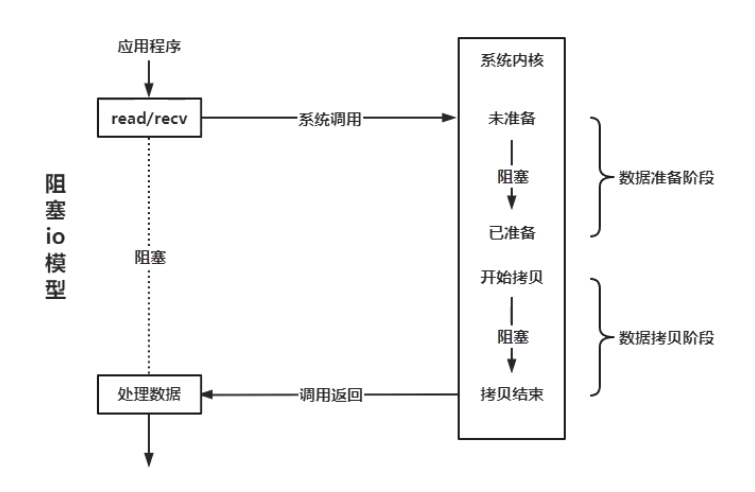 阻塞io模型
应用程序
read/recv
阻塞
处理数据
系统调用
调用返回
系统内核
未准备
阻塞
已准备
开始拷贝
阻塞
拷贝结束
数据准备阶段
数据拷贝阶段